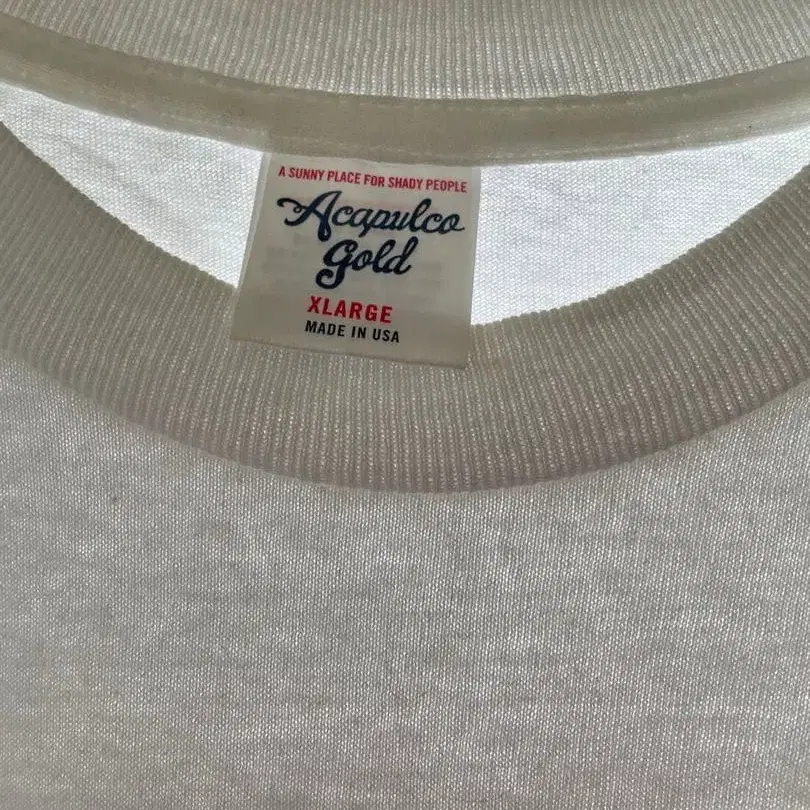 A SUNNY PLACE FOR SHADY PEOPLE
Acapulco
Gold
XLARGE
MADE IN USA